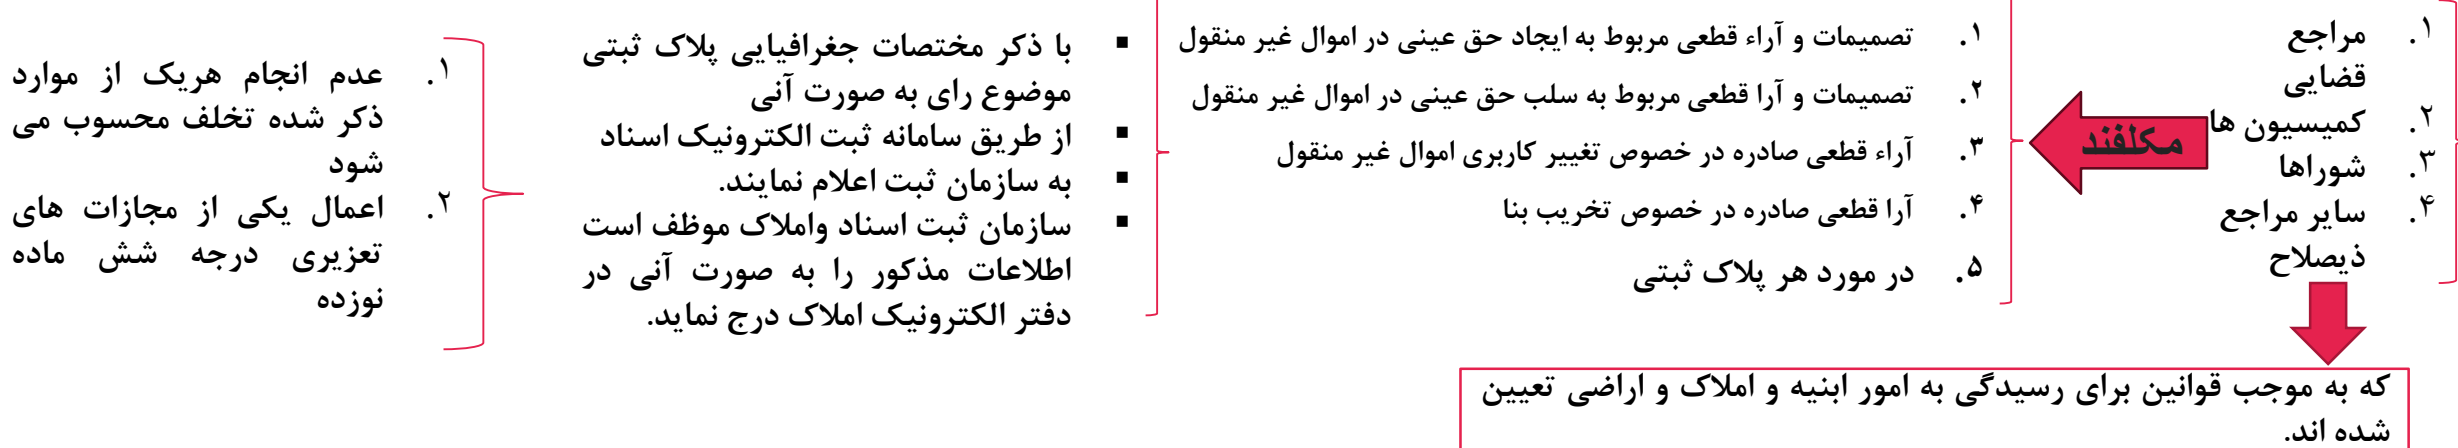 ۱. مراجع
قضایی
۲. کمیسیون ها
۳. شوراها
۴. سایر مراجع
ذیصلاح
که به موجب قوانین برای رسیدگی به امور ابنیه و املاک و اراضی تعیین
شده اند.
مکلفند
۱. تصمیمات و آراء قطعی مربوط به ایجاد حق عینی در اموال غیر منقول
۲. تصمیمات و آرا قطعی مربوط به سلب حق عینی در اموال غیر منقول
۳. آراء قطعی صادره در خصوص تغییر کاربری اموال غیر منقول
۴. آرا قطعی صادره در خصوص تخریب بنا
۵. در مورد هر پلاک ثبتی
▪ با ذکر مختصات جغرافیایی پلاک ثبتی
موضوع رای به صورت آنی
▪ از طریق سامانه ثبت الکترونیک اسناد
▪ به سازمان ثبت اعلام نمایند.
▪ سازمان ثبت اسناد واملاک موظف است
اطلاعات مذکور را به صورت آنی در
دفتر الکترونیک املاک درج نماید.
۱. عدم انجام هریک از موارد
ذکر شده تخلف محسوب می
شود
۲. اعمال یکی از مجازات های
تعزیری درجه شش ماده
نوزده